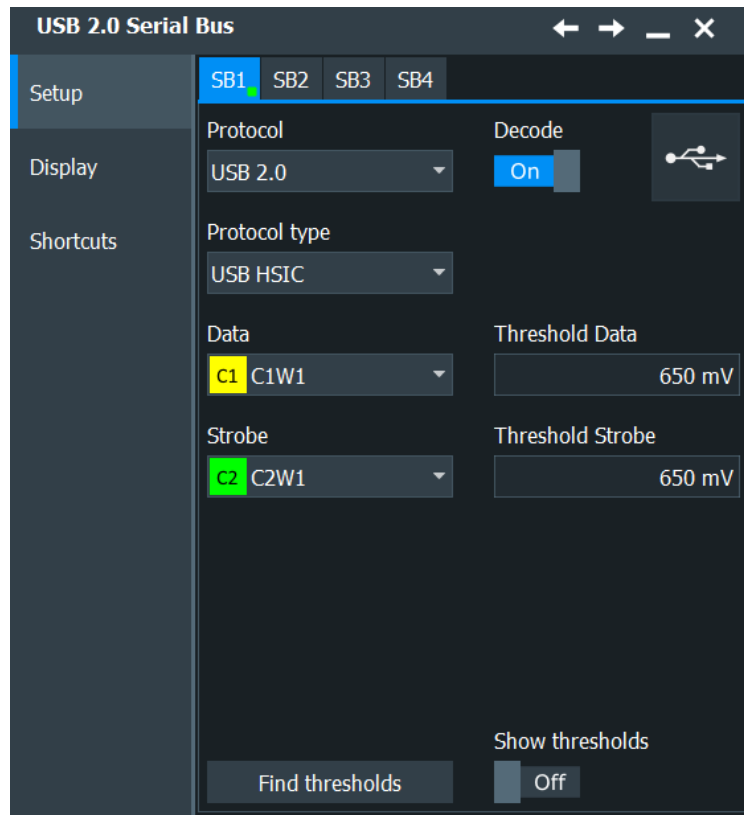 USB 2.0 Serial Bus
Setup
Display
Shortcuts
SB1 SB2 SB3 SB4
Protocol Decode
USB 2.0 On
Protocol type
USB HSIC
Data Threshold Data
C1 C1W1 650 mV
Strobe Threshold Strobe
C2 C2W1 650 mV
Show thresholds
Find thresholds Off